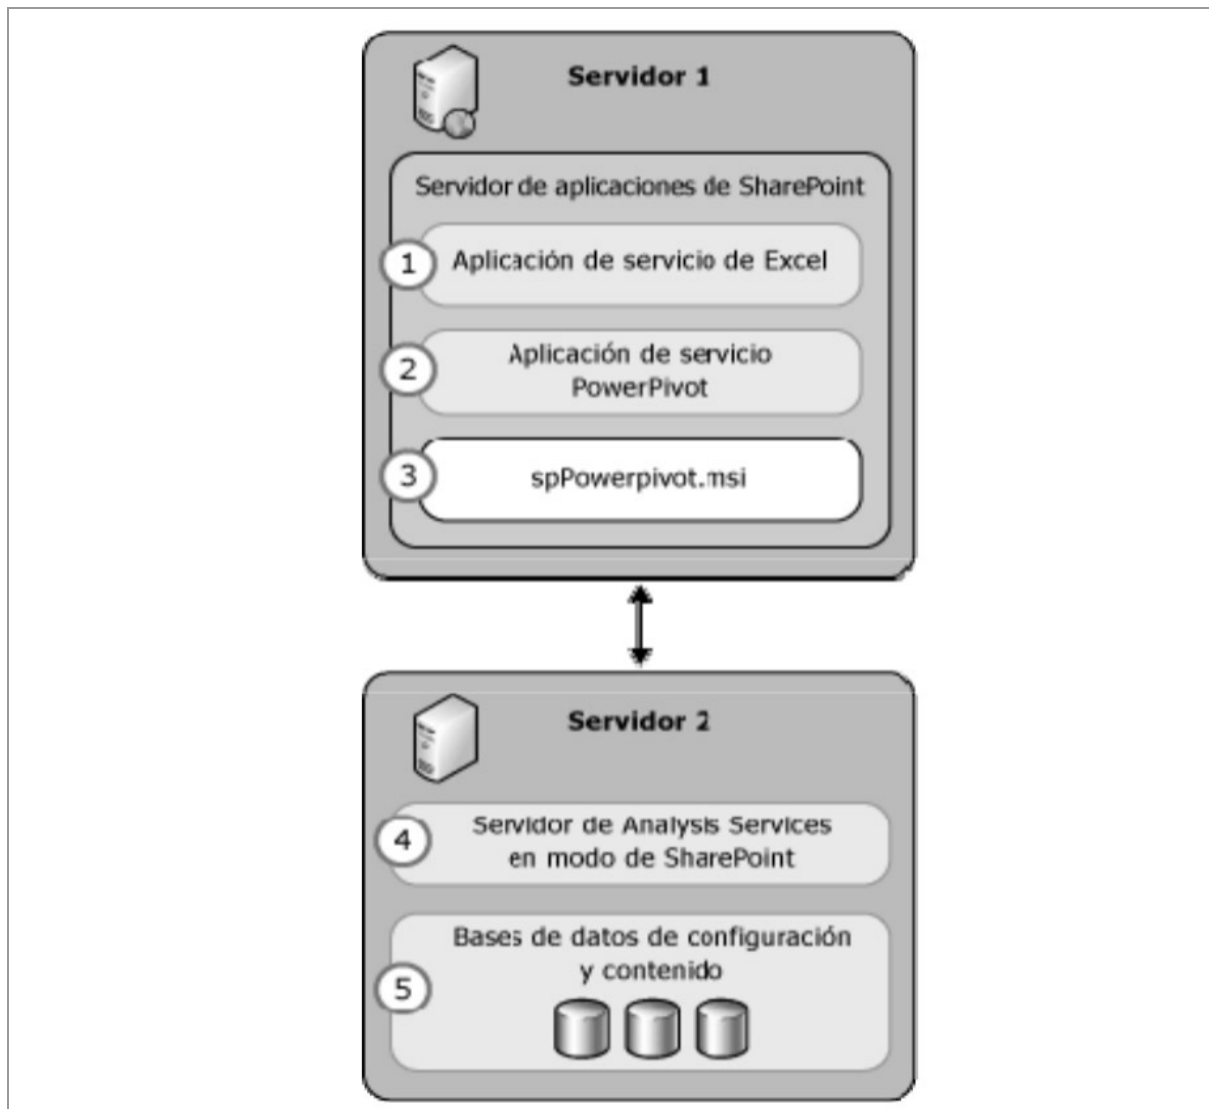 Servidor 1
Servidor de aplicaciones de SharePoint
1
Aplicación de servicio de Excel
2
Aplicación de servicio
PowerPivot
3
spPowerpivot.msi
Servidor 2
4
Servidor de Analysis Services
en modo de SharePoint
5
Bases de datos de configuración
y contenido